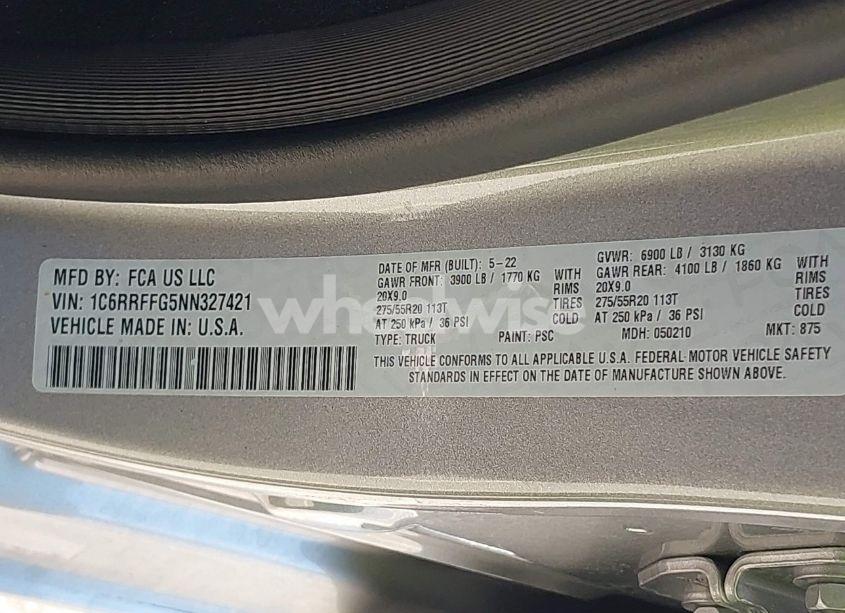 MFD BY: FCA US LLC
VIN: 1C6RRFFG5NN327421
VEHICLE MADE IN: U.S.A.
DATE OF MFR (BUILT): 5-22
GAWR FRONT: 3900 LB / 1770 KG WITH
20X9.0 RIMS
275/55R20 113T TIRES
AT 250 kPa / 36 PSI COLD
TYPE: TRUCK PAINT: PSC
GVWR: 6900 LB / 3130 KG
GAWR REAR: 4100 LB / 1860 KG WITH
20X9.0 RIMS
275/55R20 113T TIRES
AT 250 kPa / 36 PSI COLD
MDH: 050210 MKT: 875
THIS VEHICLE CONFORMS TO ALL APPLICABLE U.S.A. FEDERAL-MOTOR VEHICLE SAFETY
STANDARDS IN EFFECT ON THE DATE OF MANUFACTURE SHOWN ABOVE.
wheelwise